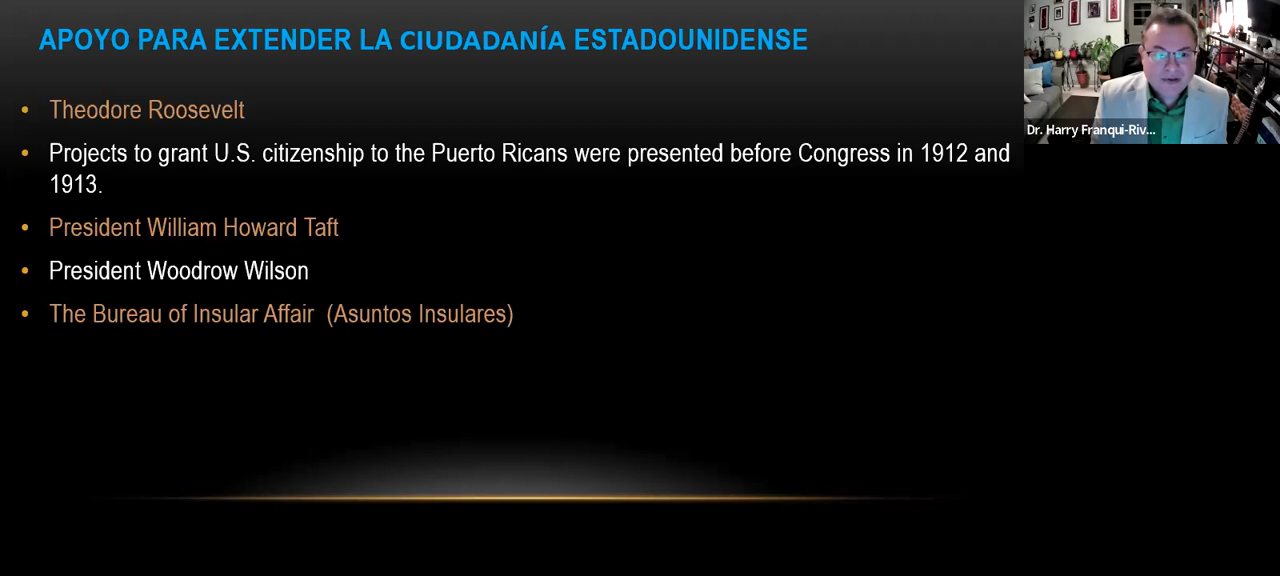 APOYO PARA EXTENDER LA CIUDADANÍA ESTADOUNIDENSE
• Theodore Roosevelt
• Projects to grant U.S. citizenship to the Puerto Ricans were presented before Congress in 1912 and
1913.
• President William Howard Taft
• President Woodrow Wilson
• The Bureau of Insular Affair (Asuntos Insulares)
Dr. Harry Franqui-Riv...